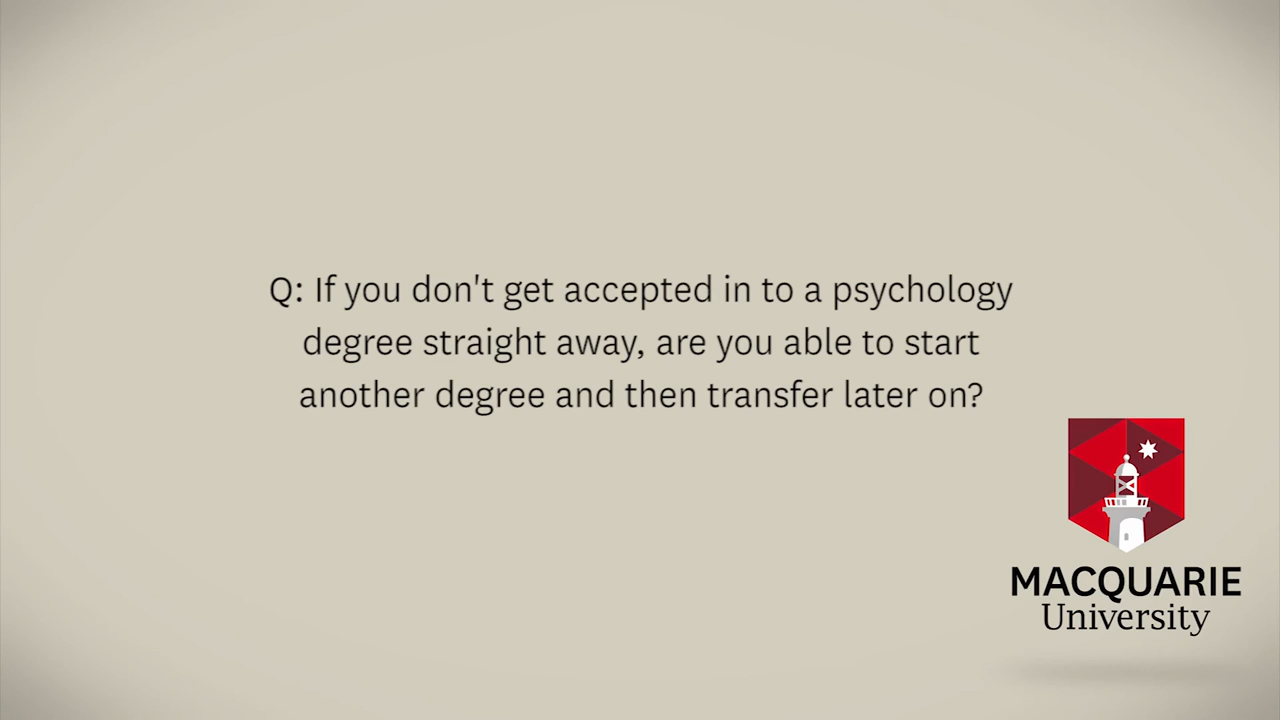 Q: If you don't get accepted in to a psychology
degree straight away, are you able to start
another degree and then transfer later on?
MACQUARIE
University